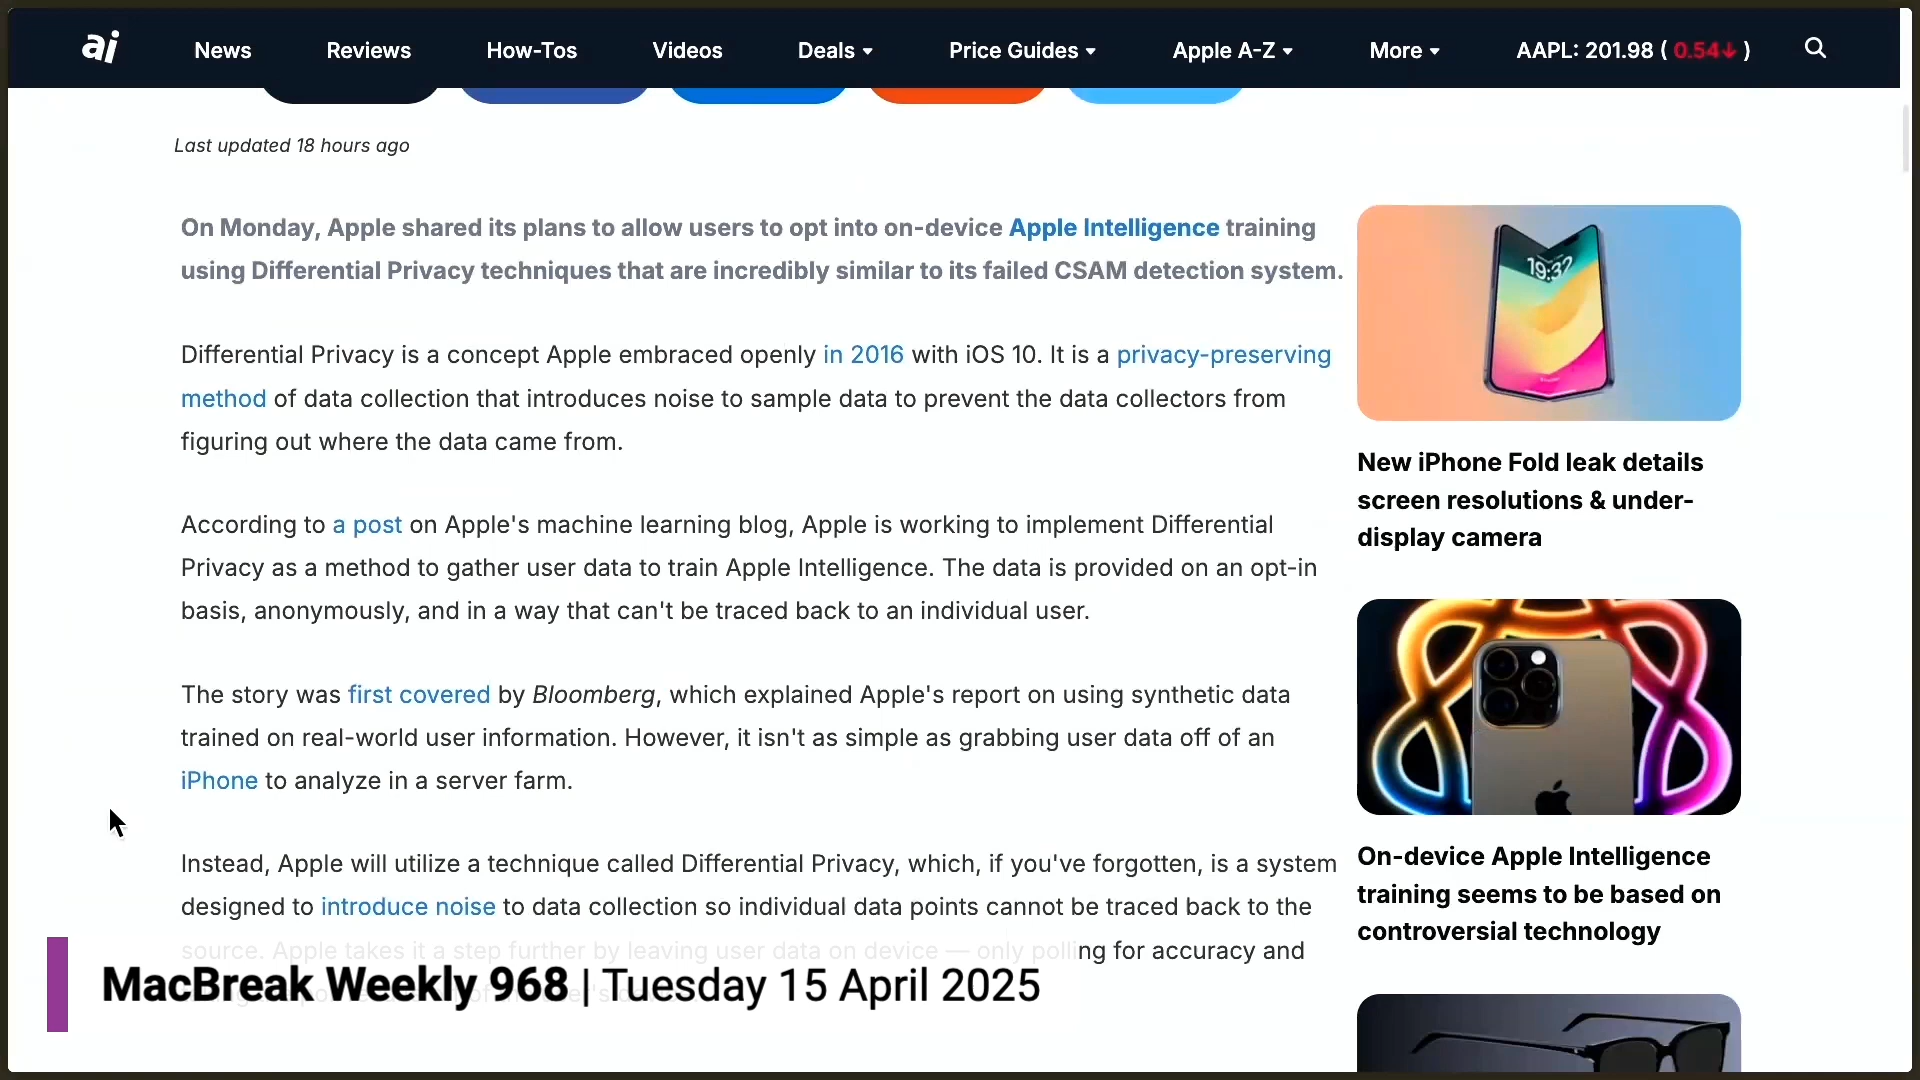 ai
News
Reviews
How-Tos
Videos
Deals
Price Guides
Apple A-Z
More
AAPL: 201.98 ( 0.54↓ )
Last updated 18 hours ago
On Monday, Apple shared its plans to allow users to opt into on-device Apple Intelligence training
using Differential Privacy techniques that are incredibly similar to its failed CSAM detection system.
Differential Privacy is a concept Apple embraced openly in 2016 with iOS 10. It is a privacy-preserving
method of data collection that introduces noise to sample data to prevent the data collectors from
figuring out where the data came from.
According to a post on Apple's machine learning blog, Apple is working to implement Differential
Privacy as a method to gather user data to train Apple Intelligence. The data is provided on an opt-in
basis, anonymously, and in a way that can't be traced back to an individual user.
The story was first covered by Bloomberg, which explained Apple's report on using synthetic data
trained on real-world user information. However, it isn't as simple as grabbing user data off of an
iPhone to analyze in a server farm.
Instead, Apple will utilize a technique called Differential Privacy, which, if you've forgotten, is a system
designed to introduce noise to data collection so individual data points cannot be traced back to the
source. Apple takes it a step further by leaving user data on device — only polling for accuracy and
MacBreak Weekly 968 | Tuesday 15 April 2025
19:32
New iPhone Fold leak details
screen resolutions & under-
display camera
On-device Apple Intelligence
training seems to be based on
controversial technology